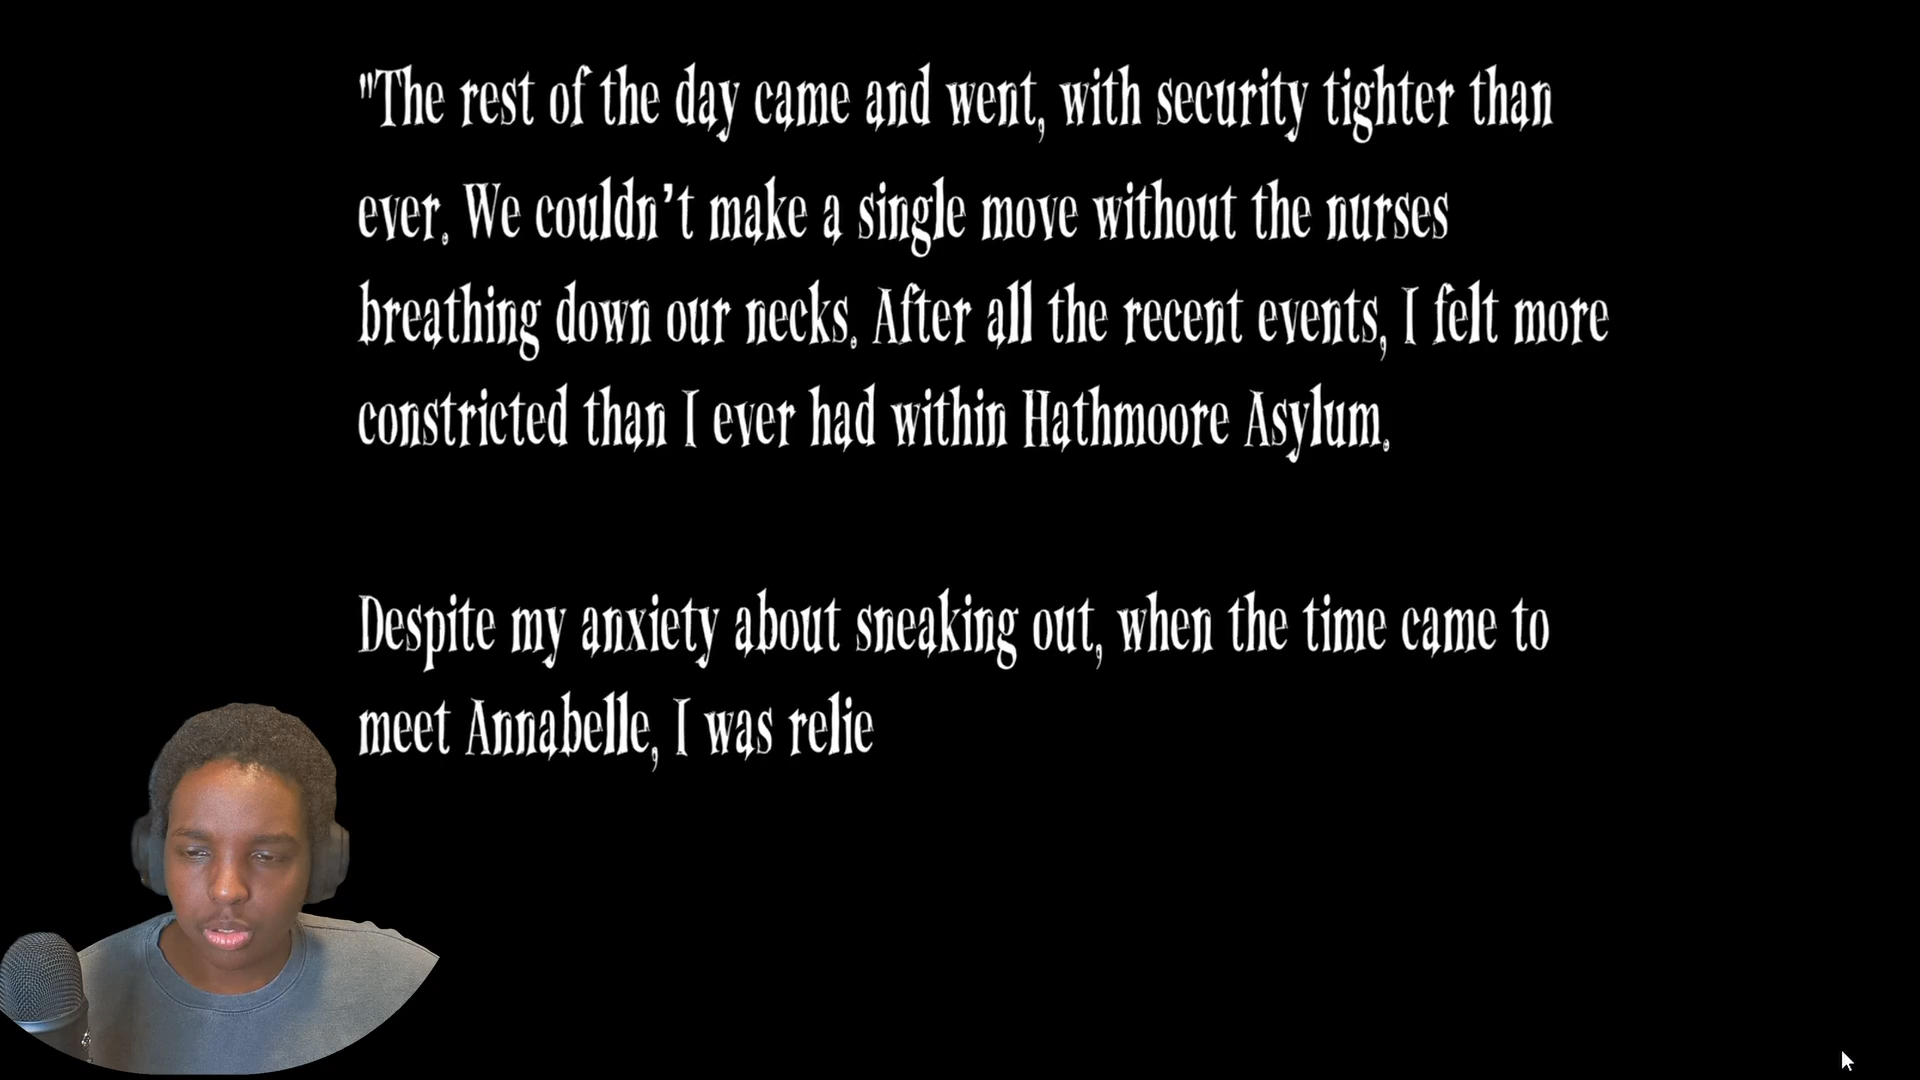 "The rest of the day came and went, with security tighter than
ever. We couldn’t make a single move without the nurses
breathing down our necks. After all the recent events, I felt more
constricted than I ever had within Hathmoore Asylum.
Despite my anxiety about sneaking out, when the time came to
meet Annabelle, I was relie